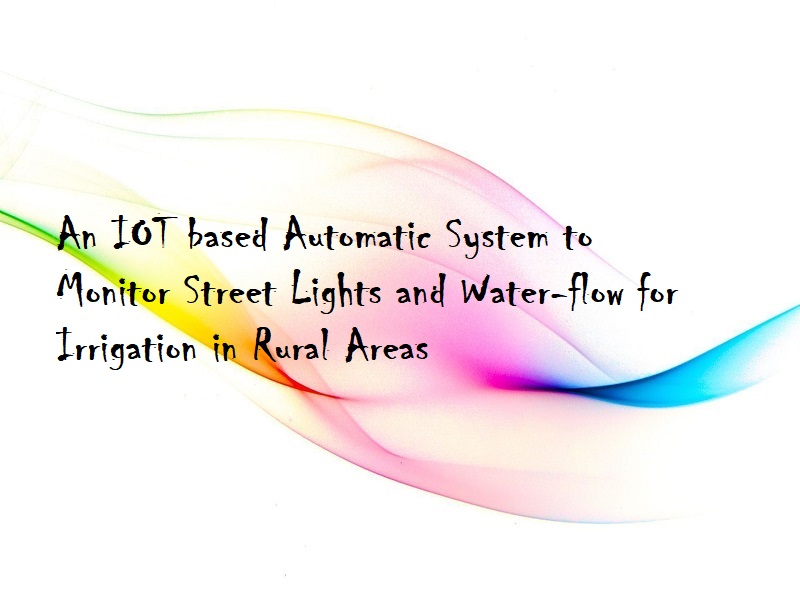 An IOT based Automatic System to
Monitor Street Lights and Water-flow for
Irrigation in Rural Areas